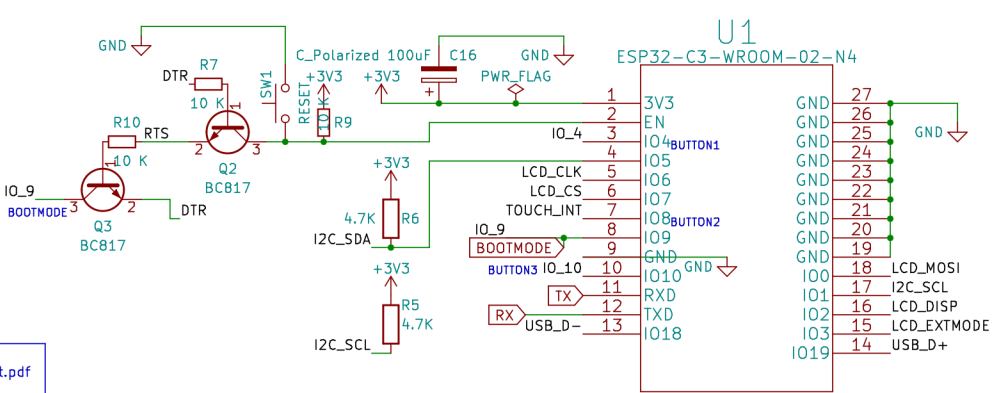 U1
ESP32-C3-WROOM-02-N4
GND
R7
DTR
10 K
1
2
3
Q2
BC817
SW1
RESET
C_Polarized 100uF
C16
+
GND
+3V3
+3V3
PWR_FLAG
10 K
R9
R10
RTS
10 K
1
IO_9
BOOTMODE
3
2
DTR
Q3
BC817
+3V3
4.7K
R6
I2C_SDA
+3V3
R5
4.7K
I2C_SCL
1 3V3
2 EN
IO_4 3 IO4 BUTTON1
4 IO5
LCD_CLK 5 IO6
LCD_CS 6 IO7
TOUCH_INT 7 IO8 BUTTON2
IO_9 8 IO9
BOOTMODE
9 GND GND
BUTTON3 IO_10 10 IO10
TX 11 RXD
RX 12 TXD
USB_D- 13 IO18
GND 27
GND 26
GND 25
GND
GND 24
GND 23
GND 22
GND 21
GND 20
GND 19
IO0 18 LCD_MOSI
IO1 17 I2C_SCL
IO2 16 LCD_DISP
IO3 15 LCD_EXTMODE
IO19 14 USB_D+
t.pdf